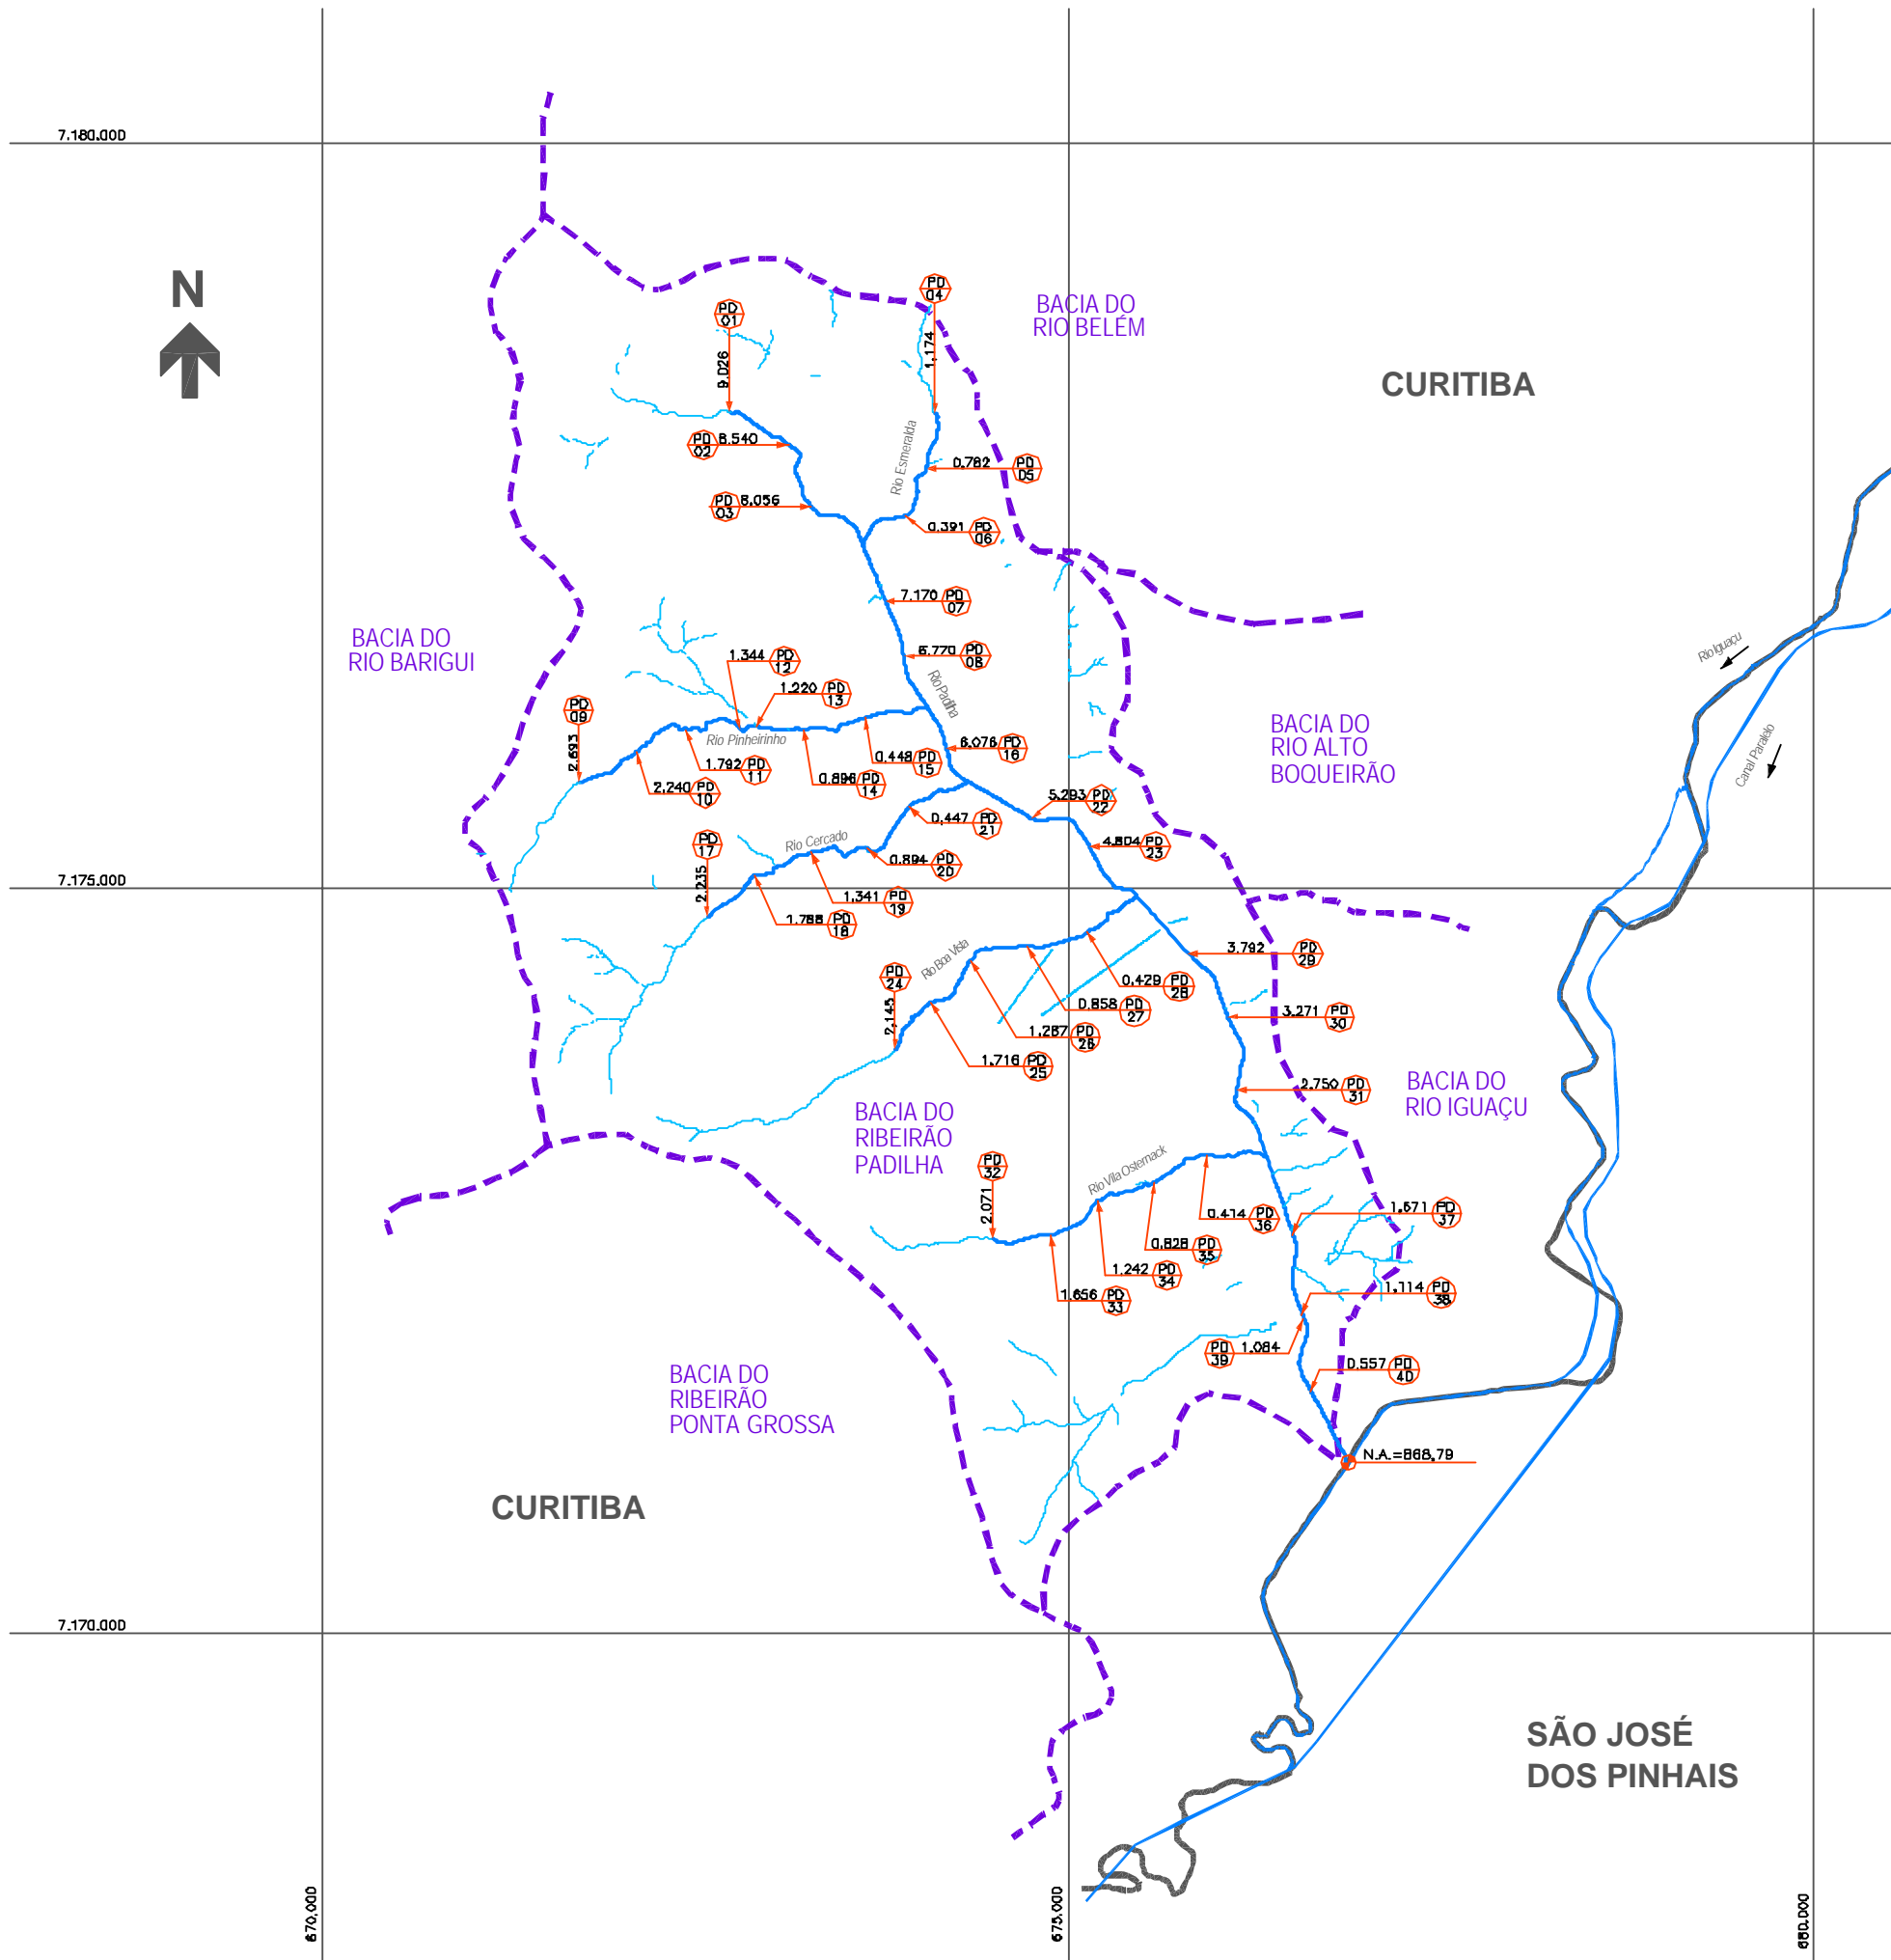 7.180.000
N
PD
04
BACIA DO
RIO BELÉM
PD
01
1.174
9.026
CURITIBA
PD
02
8.540
Rio Esmeralda
0.782
PD
05
PD
03
8.056
0.391
PD
06
7.170
PD
07
BACIA DO
RIO BARIGUI
6.770
PD
08
1.344
PD
12
Rio Iguaçu
1.220
PD
13
Rio Padilha
PD
09
2.693
Rio Pinheirinho
BACIA DO
RIO ALTO
BOQUEIRÃO
Canal Paralelo
6.076
PD
16
0.448
PD
15
1.792
PD
11
0.896
PD
14
2.240
PD
10
5.293
PD
22
0.447
PD
21
Rio Cercado
PD
17
2.235
4.804
PD
23
0.894
PD
20
7.175.000
1.341
PD
19
1.788
PD
18
Rio Boa Vista
3.792
PD
29
PD
24
2.145
0.429
PD
28
0.858
PD
27
3.271
PD
30
1.287
PD
26
1.716
PD
25
BACIA DO
RIO IGUAÇU
2.750
PD
31
BACIA DO
RIBEIRÃO
PADILHA
Rio Vila Osternack
PD
32
2.071
0.414
PD
36
1.671
PD
37
0.828
PD
35
1.242
PD
34
1.656
PD
33
1.114
PD
38
PD
39
1.084
0.557
PD
40
BACIA DO
RIBEIRÃO
PONTA GROSSA
N.A.=868,79
CURITIBA
7.170.000
SÃO JOSÉ
DOS PINHAIS
670.000
675.000
680.000